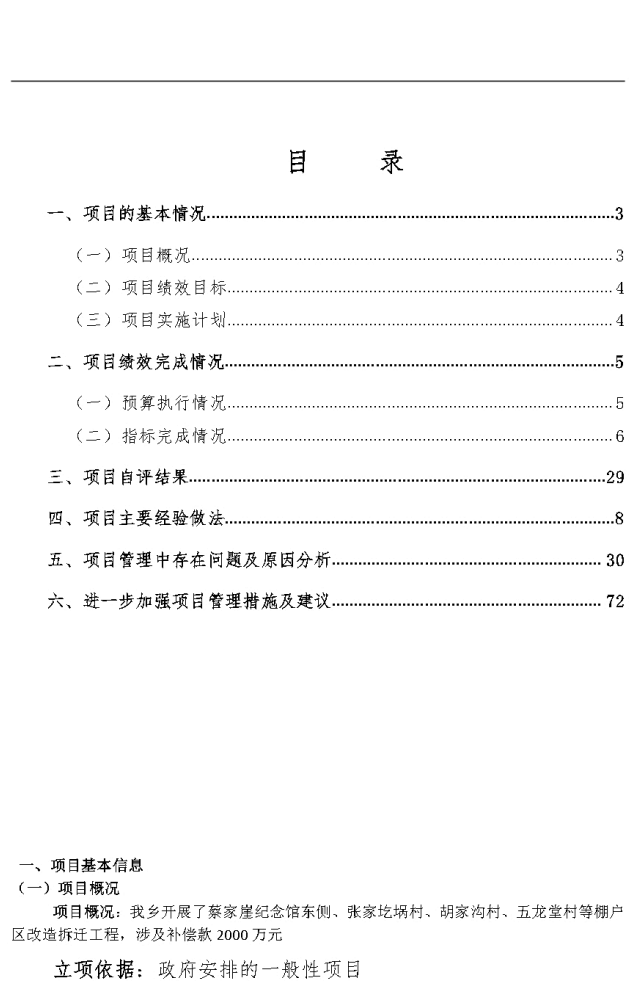 目 录
一、项目的基本情况.....3
（一）项目概况.....3
（二）项目绩效目标.....4
（三）项目实施计划.....4
二、项目绩效完成情况.....5
（一）预算执行情况.....5
（二）指标完成情况.....6
三、项目自评结果.....29
四、项目主要经验做法.....8
五、项目管理中存在问题及原因分析.....30
六、进一步加强项目管理措施及建议.....72
一、项目基本信息
（一）项目概况
项目概况：我乡开展了蔡家崖纪念馆东侧、张家圪埚村、胡家沟村、五龙堂村等棚户
区改造拆迁工程，涉及补偿款 2000 万元
立项依据：政府安排的一般性项目